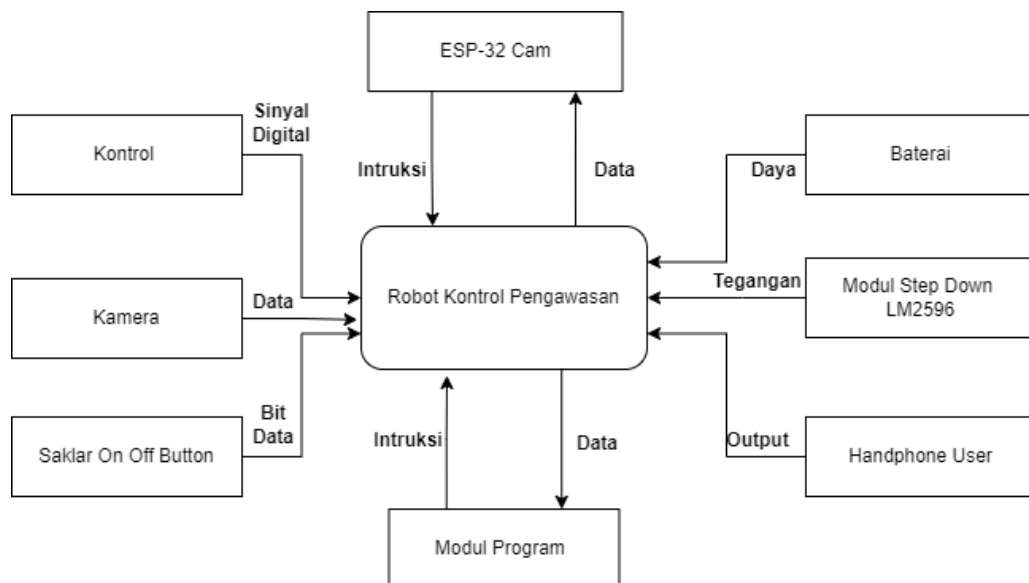 ESP-32 Cam
Sinyal
Digital
Kontrol
Intruksi
Data
Daya
Baterai
Kamera
Data
Robot Kontrol Pengawasan
Tegangan
Modul Step Down
LM2596
Saklar On Off Button
Bit
Data
Intruksi
Data
Output
Handphone User
Modul Program